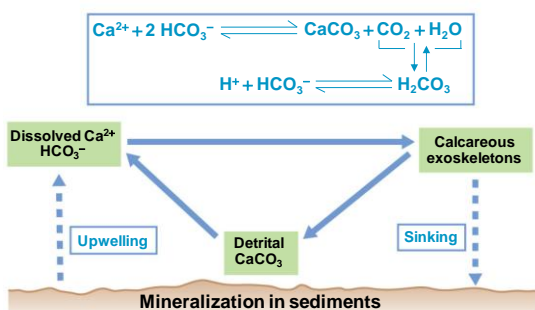 Ca²⁺ + 2 HCO₃⁻ ⇌ CaCO₃ + CO₂ + H₂O
H⁺ + HCO₃⁻ ⇌ H₂CO₃
Dissolved Ca²⁺
HCO₃⁻
Calcareous
exoskeletons
Upwelling
Detrital
CaCO₃
Sinking
Mineralization in sediments